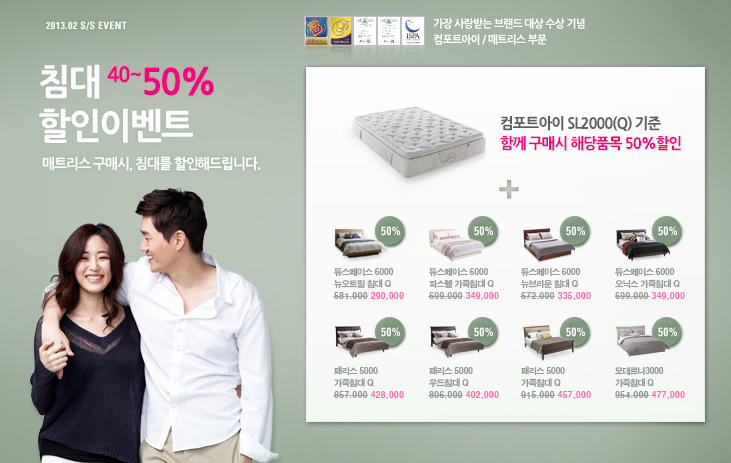 2013.02 S/S EVENT
가장 사랑받는 브랜드 대상 수상 기념
컴포트아이 / 매트리스 부문
iSPA
침대 40~50%
할인이벤트
매트리스 구매시, 침대를 할인해드립니다.
컴포트아이 SL2000(Q) 기준
함께 구매시 해당품목 50%할인
+
50% 50% 50% 50%
듀스페이스 6000 듀스페이스 6000 듀스페이스 6000 듀스페이스 6000
뉴오트밀 침대 Q 파스텔 가죽침대 Q 뉴브라운 침대 Q 오닉스 가죽침대 Q
581,000 290,000 699,000 349,000 672,000 335,000 699,000 349,000
50% 50% 50% 50%
패리스 5000 패리스 5000 패리스 5000 모데르니3000
가죽침대 Q 우드침대 Q 가죽침대 Q 가죽침대 Q
857,000 428,000 806,000 402,000 915,000 457,000 954,000 477,000